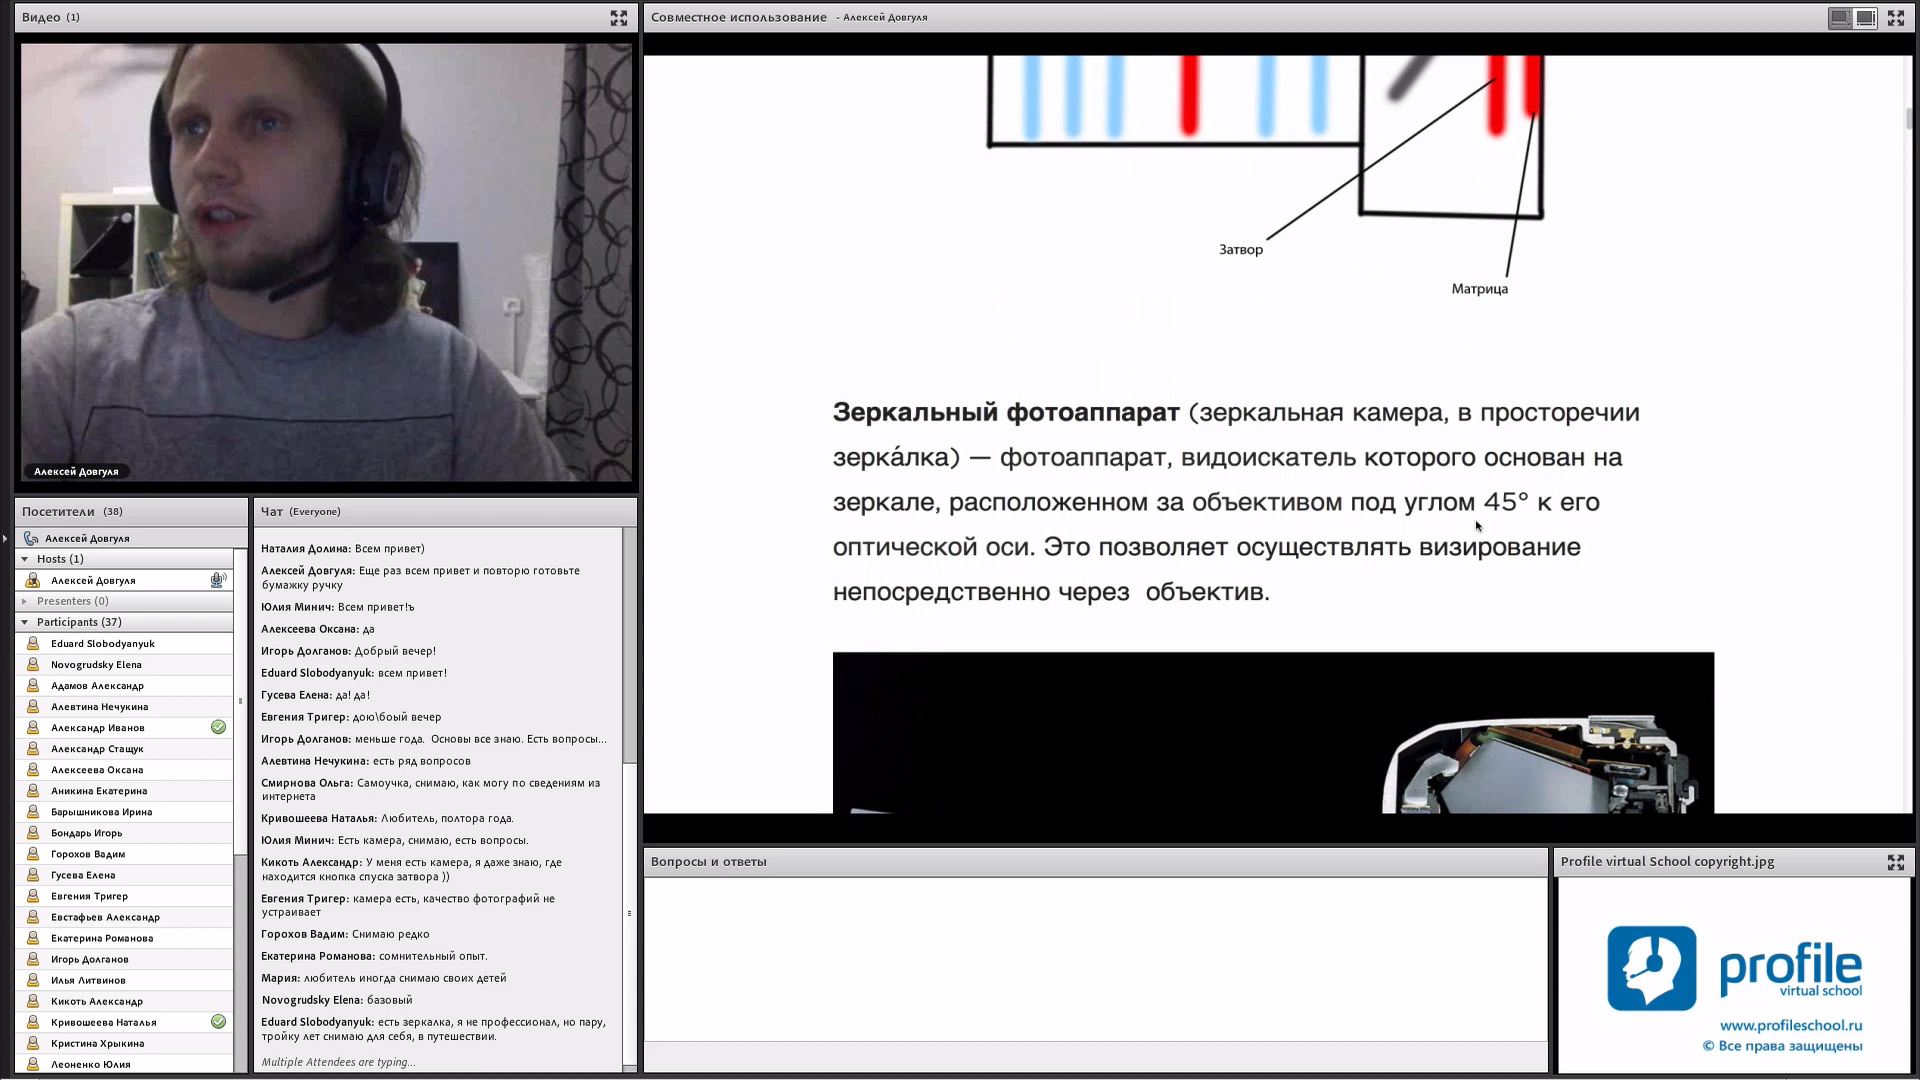 Видео (1)
Алексей Довгуля
Посетители (38)
Алексей Довгуля
Hosts (1)
Алексей Довгуля
Presenters (0)
Participants (37)
Eduard Slobodyanyuk
Novogrudsky Elena
Адамов Александр
Алевтина Нечукина
Александр Иванов
Александр Стащук
Алексеева Оксана
Аникина Екатерина
Барышникова Ирина
Бондарь Игорь
Горохов Вадим
Гусева Елена
Евгения Тригер
Евстафьев Александр
Екатерина Романова
Игорь Долганов
Илья Литвинов
Кикоть Александр
Кривошеева Наталья
Кристина Хрыкина
Леоненко Юлия
Чат (Everyone)
Наталия Долина: Всем привет)
Алексей Довгуля: Еще раз всем привет и повторю готовьте
бумажку ручку
Юлия Минич: Всем привет!ъ
Алексеева Оксана: да
Игорь Долганов: Добрый вечер!
Eduard Slobodyanyuk: всем привет!
Гусева Елена: да! да!
Евгения Тригер: дою\боый вечер
Игорь Долганов: меньше года.  Основы все знаю. Есть вопросы...
Алевтина Нечукина: есть ряд вопросов
Смирнова Ольга: Самоучка, снимаю, как могу по сведениям из
интернета
Кривошеева Наталья: Любитель, полтора года.
Юлия Минич: Есть камера, снимаю, есть вопросы.
Кикоть Александр: У меня есть камера, я даже знаю, где
находится кнопка спуска затвора ))
Евгения Тригер: камера есть, качество фотографий не
устраивает
Горохов Вадим: Снимаю редко
Екатерина Романова: сомнительный опыт.
Мария: любитель иногда снимаю своих детей
Novogrudsky Elena: базовый
Eduard Slobodyanyuk: есть зеркалка, я не профессионал, но пару,
тройку лет снимаю для себя, в путешествии.
Multiple Attendees are typing...
Совместное использование - Алексей Довгуля
Затвор
Матрица
Зеркальный фотоаппарат (зеркальная камера, в просторечии
зерка́лка) — фотоаппарат, видоискатель которого основан на
зеркале, расположенном за объективом под углом 45° к его
оптической оси. Это позволяет осуществлять визирование
непосредственно через  объектив.
Вопросы и ответы
Profile virtual School copyright.jpg
profile
virtual school
www.profileschool.ru
© Все права защищены